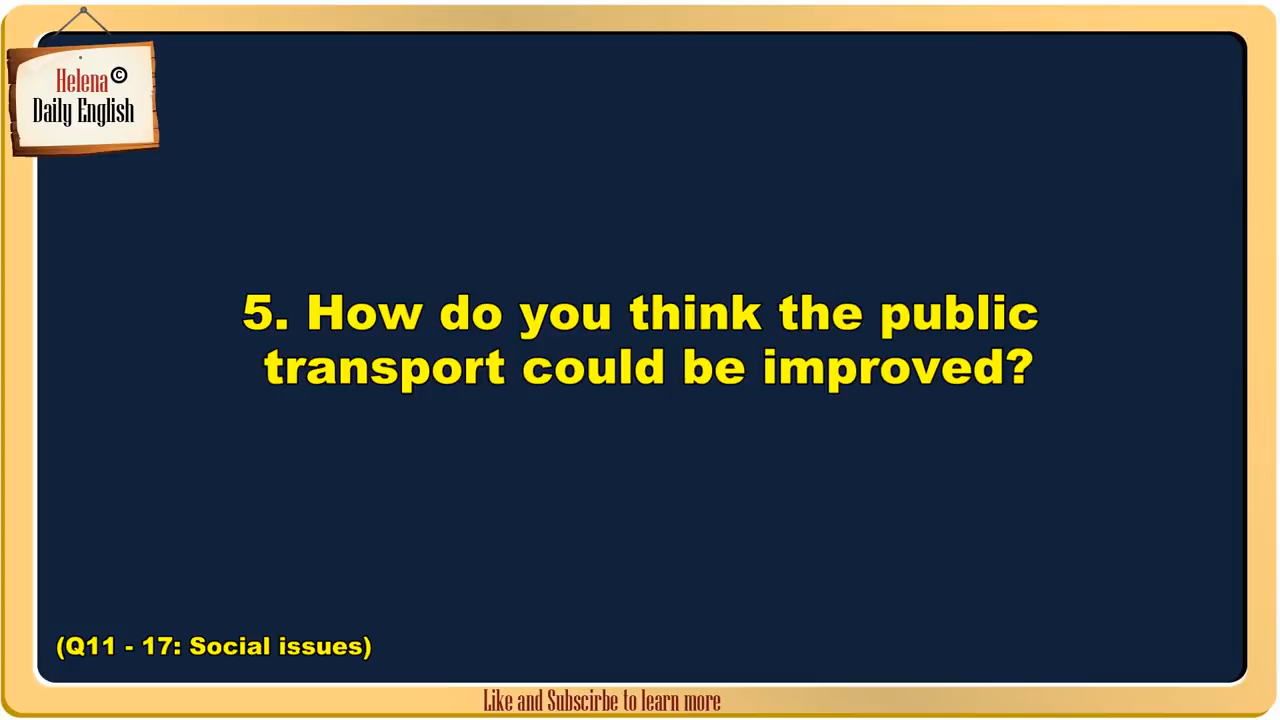 Helena ©
Daily English
5. How do you think the public
transport could be improved?
(Q11 - 17: Social issues)
Like and Subscirbe to learn more